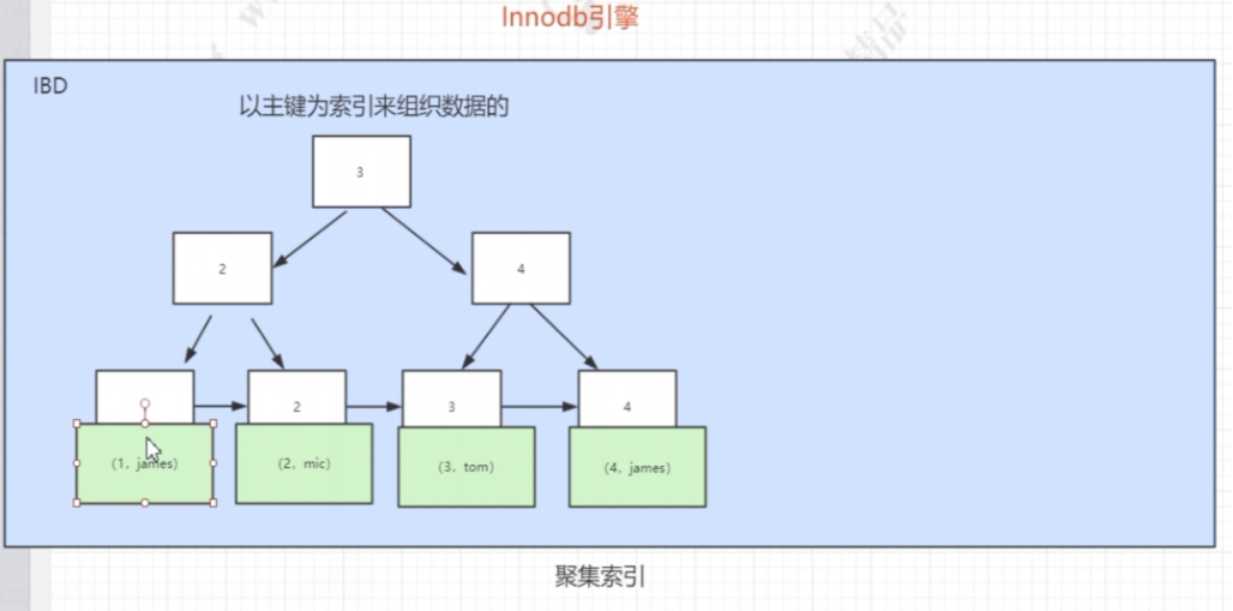 Innodb引擎
IBD
以主键为索引来组织数据的
3
2
4
2
3
4
(1, james)
(2, mic)
(3, tom)
(4, james)
聚集索引